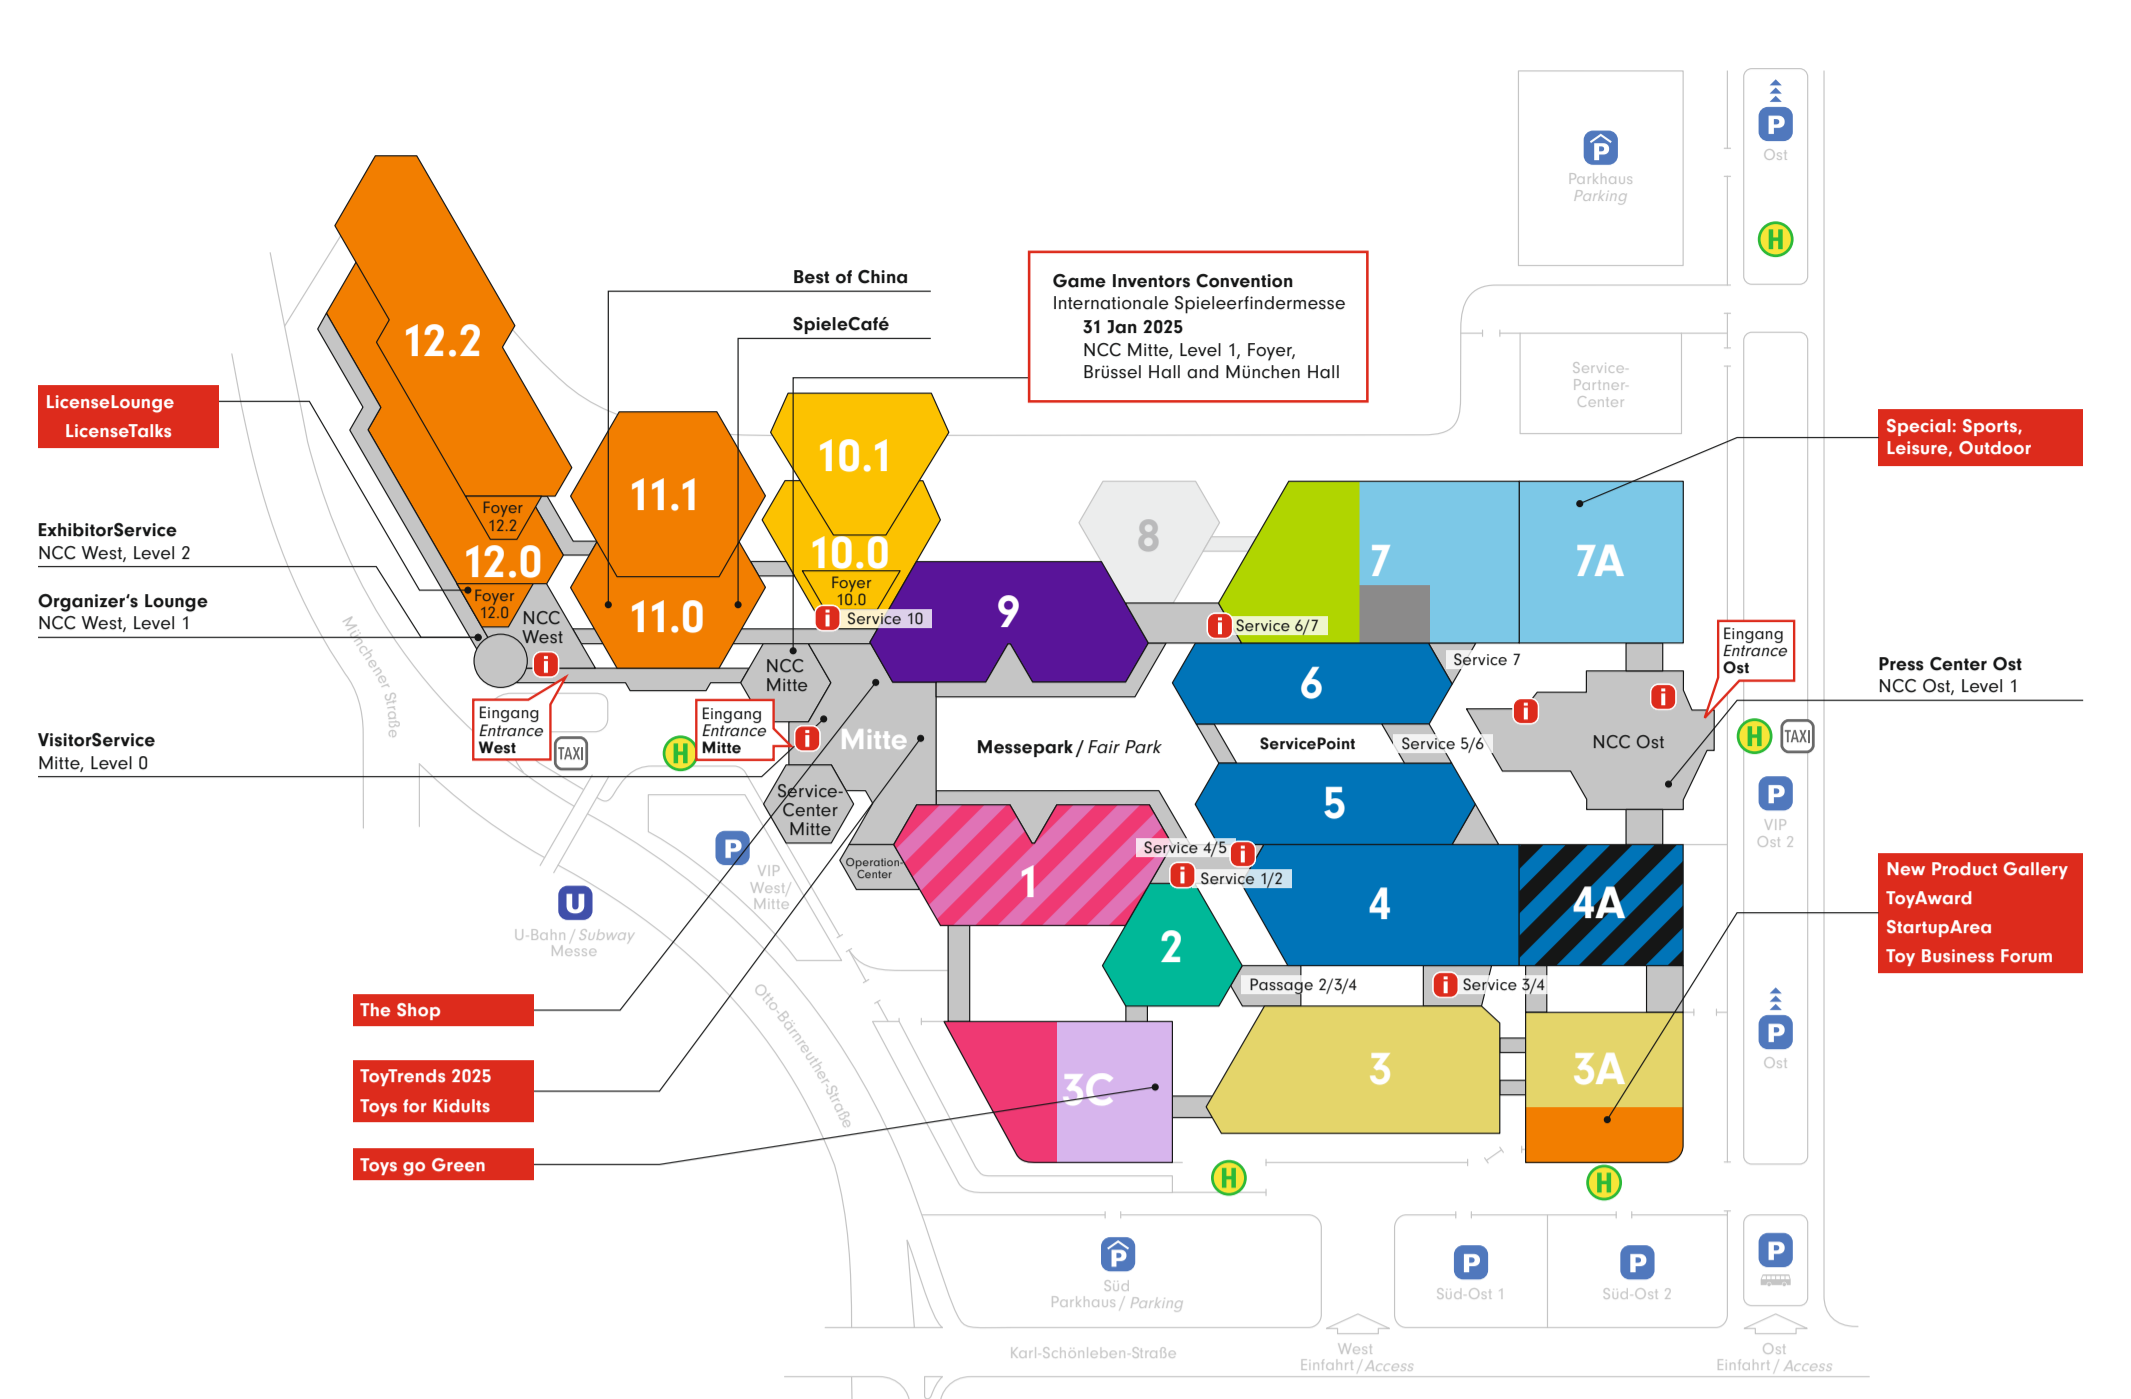 P
Ost
P
Parkhaus
Parking
H
12.2
Best of China
SpieleCafé
Game Inventors Convention
Internationale Spieleerfindermesse
31 Jan 2025
NCC Mitte, Level 1, Foyer,
Brüssel Hall and München Hall
Service-
Partner-
Center
LicenseLounge
LicenseTalks
Special: Sports,
Leisure, Outdoor
10.1
11.1
Foyer
12.2
12.0
10.0
8
7
7A
ExhibitorService
NCC West, Level 2
Organizer's Lounge
NCC West, Level 1
Foyer
12.0
NCC
West
11.0
Foyer
10.0
i Service 10
9
i Service 6/7
Münchener Straße
i
NCC
Mitte
6
Service 7
Eingang
Entrance
Ost
Press Center Ost
NCC Ost, Level 1
i
i
Eingang
Entrance
West
TAXI
H
Eingang
Entrance
Mitte
i
Mitte
Messepark / Fair Park
ServicePoint
Service 5/6
NCC Ost
H
TAXI
VisitorService
Mitte, Level 0
Service-
Center
Mitte
5
P
VIP
Ost 2
P
VIP
West/
Mitte
Operation-
Center
1
Service 4/5 i
i Service 1/2
4
4A
New Product Gallery
ToyAward
StartupArea
Toy Business Forum
U
U-Bahn / Subway
Messe
2
Passage 2/3/4
i Service 3/4
Otto-Bärnreuther-Straße
The Shop
P
Ost
ToyTrends 2025
Toys for Kidults
3C
3
3A
Toys go Green
H
H
P
Süd
Parkhaus / Parking
P
Süd-Ost 1
P
Süd-Ost 2
P
Karl-Schönleben-Straße
West
Einfahrt / Access
Ost
Einfahrt / Access